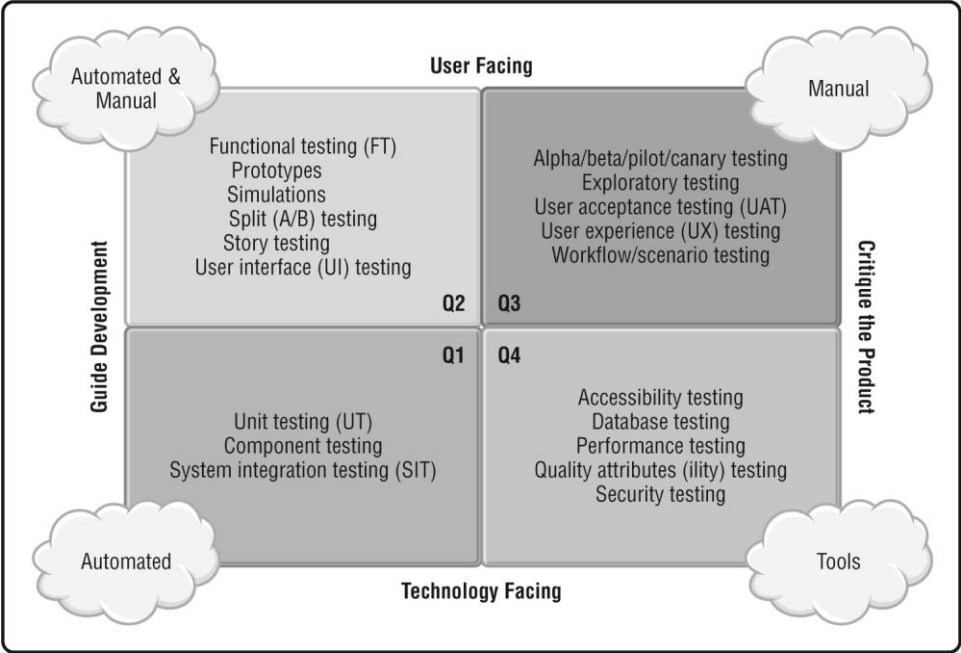 User Facing
Automated &
Manual
Manual
Functional testing (FT)
Prototypes
Simulations
Split (A/B) testing
Story testing
User interface (UI) testing
Q2
Alpha/beta/pilot/canary testing
Exploratory testing
User acceptance testing (UAT)
User experience (UX) testing
Workflow/scenario testing
Q3
Guide Development
Critique the Product
Q1
Unit testing (UT)
Component testing
System integration testing (SIT)
Q4
Accessibility testing
Database testing
Performance testing
Quality attributes (ility) testing
Security testing
Automated
Tools
Technology Facing